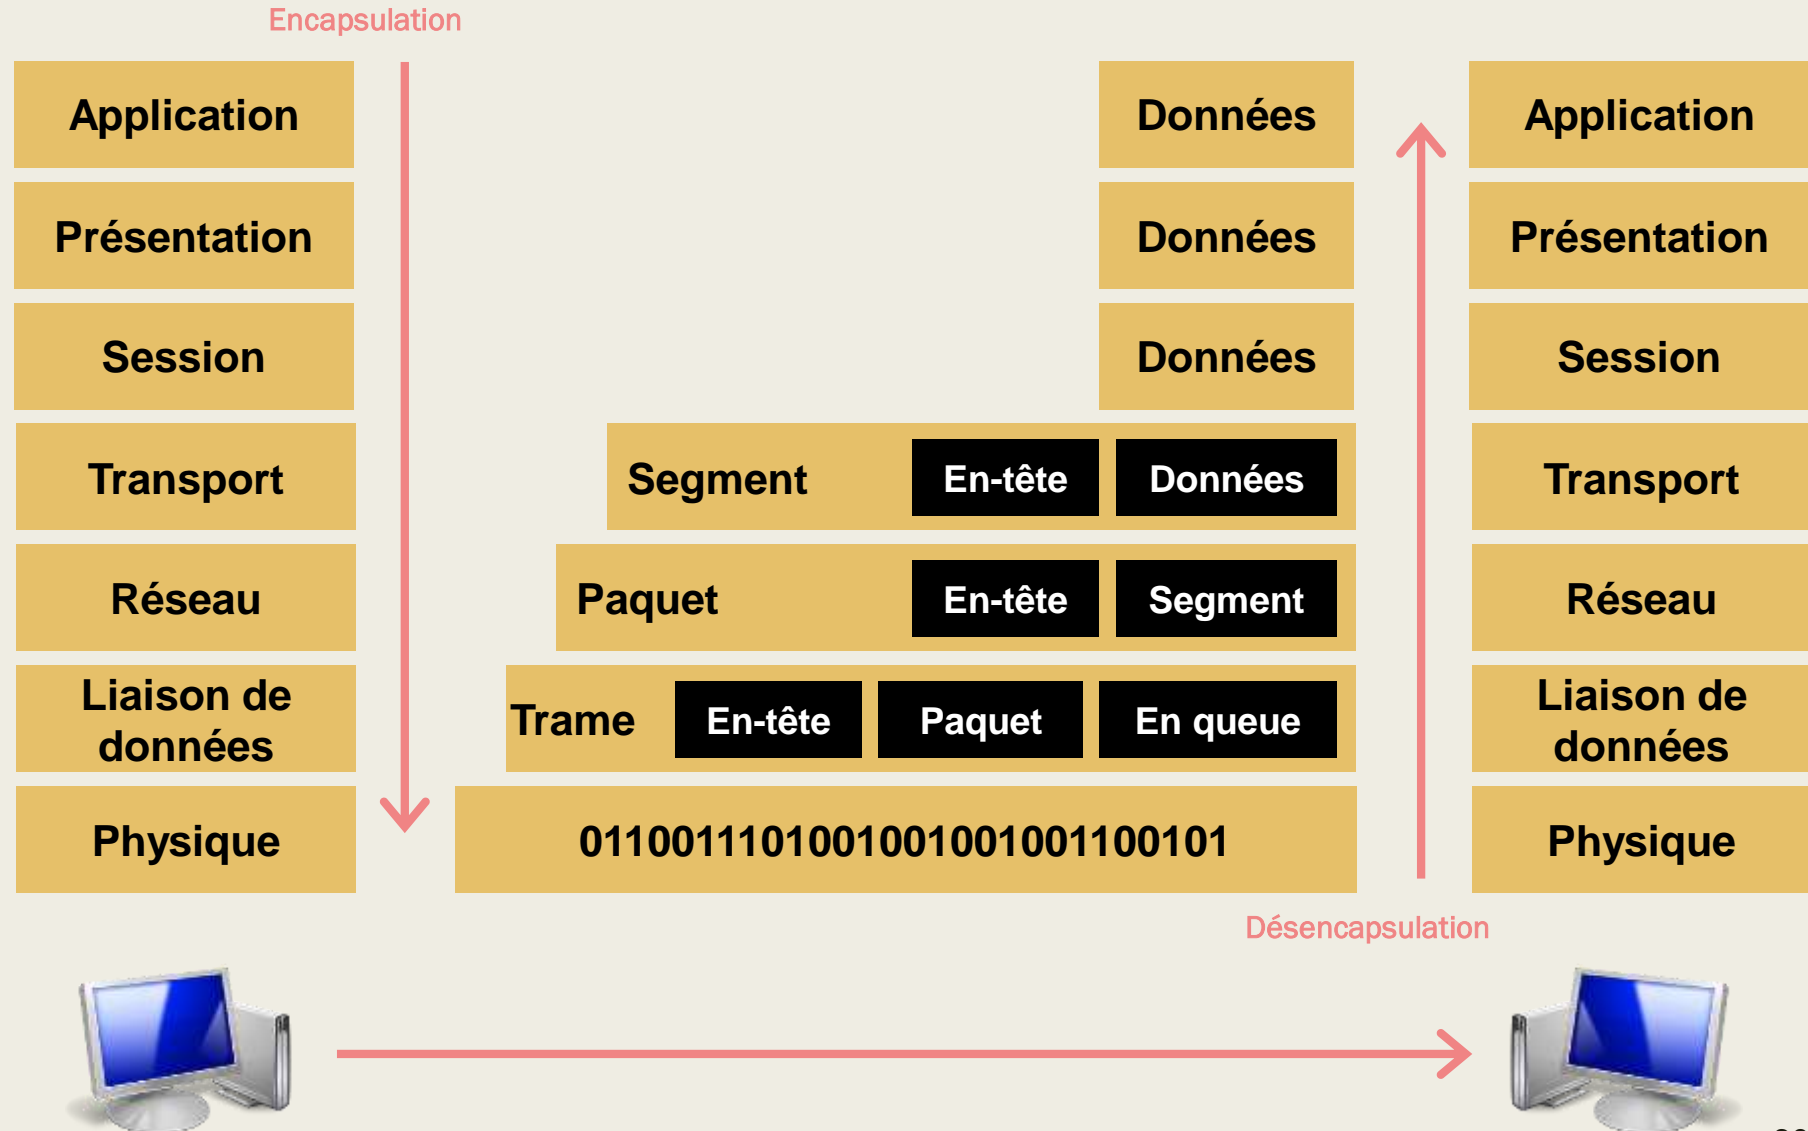 Encapsulation
Application
Données
Application
Présentation
Données
Présentation
Session
Données
Session
Transport
Segment
En-tête
Données
Transport
Réseau
Paquet
En-tête
Segment
Réseau
Liaison de
données
Trame
En-tête
Paquet
En queue
Liaison de
données
Physique
0110011101001001001001100101
Physique
Désencapsulation